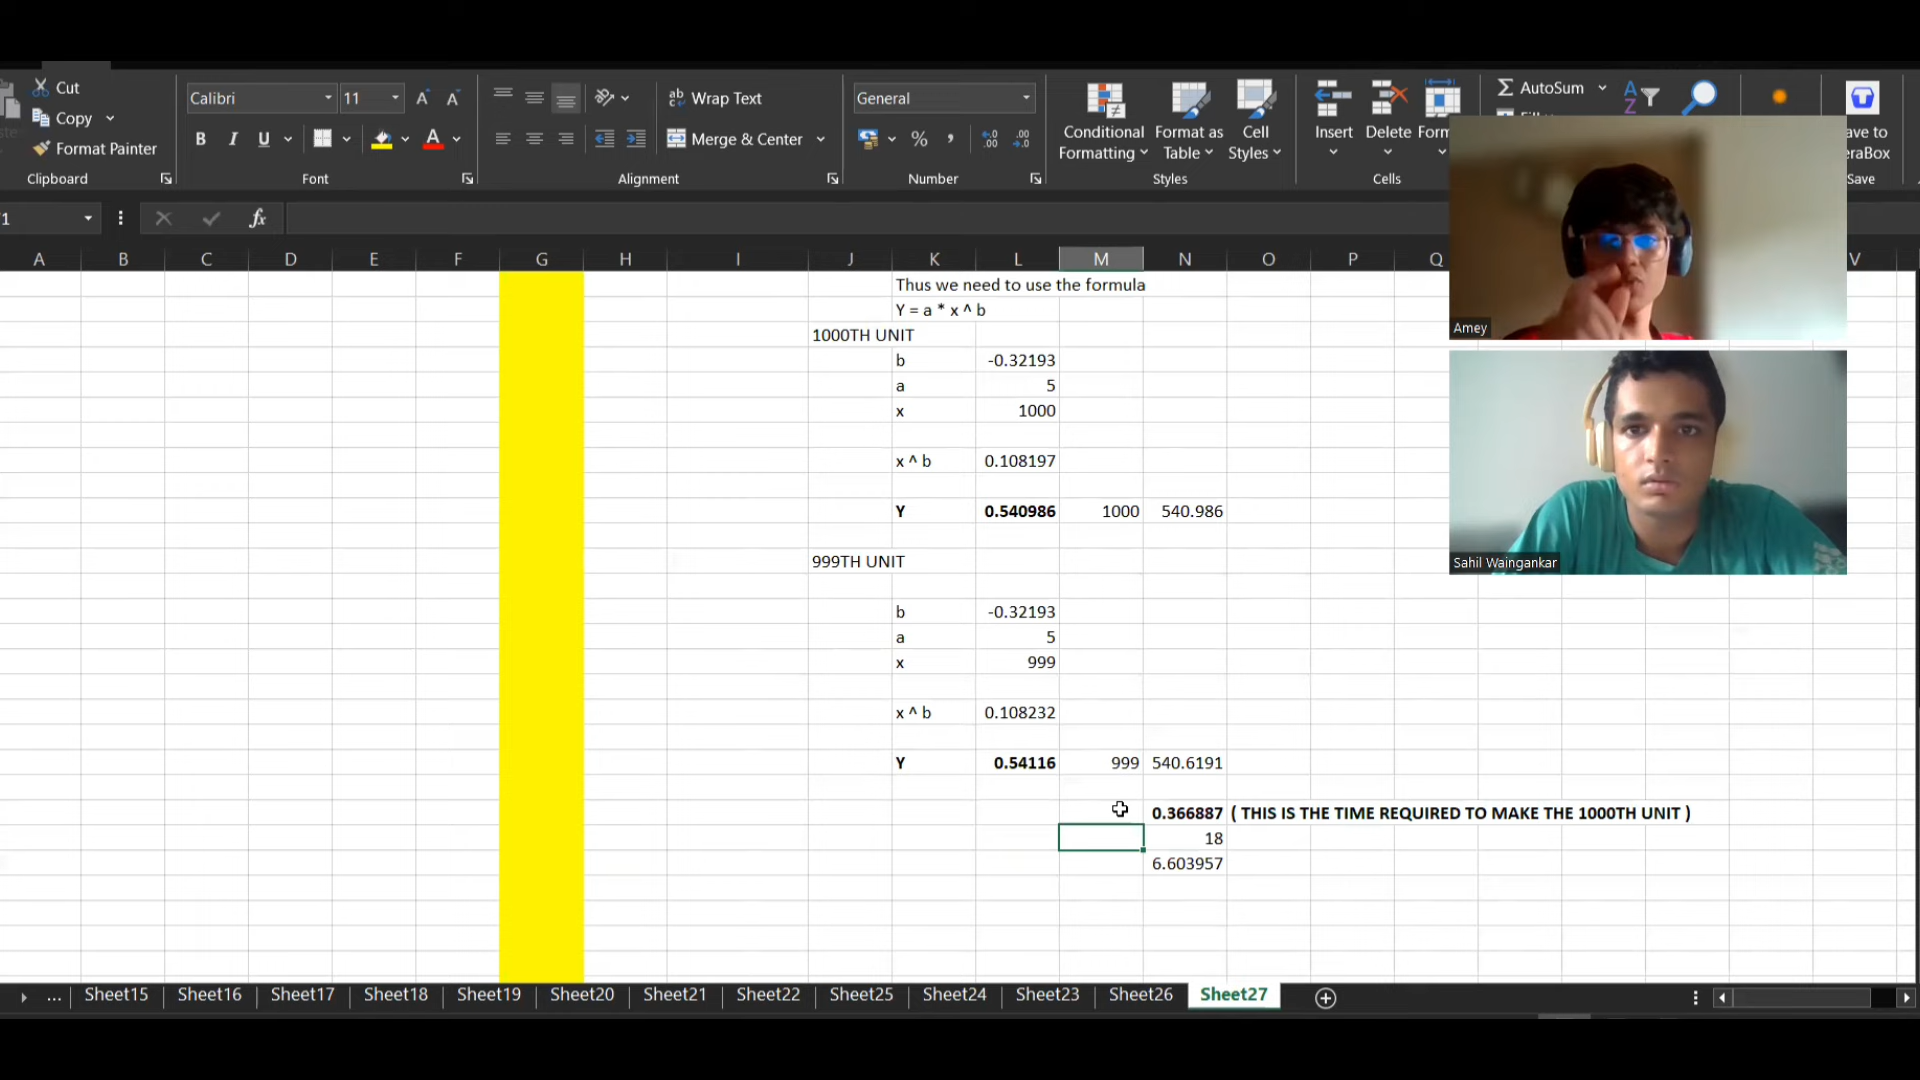 Cut
Copy
Format Painter
Clipboard
Calibri
11
B I U
Font
Wrap Text
Merge & Center
Alignment
General
%
Number
Conditional Formatting
Format as Table
Cell Styles
Styles
Insert
Delete
Form
Cells
AutoSum
Save
fx
A B C D E F G H I J K L M N O P Q V
Thus we need to use the formula
Y = a * x ^ b
1000TH UNIT
b -0.32193
a 5
x 1000
x ^ b 0.108197
Y 0.540986 1000 540.986
999TH UNIT
b -0.32193
a 5
x 999
x ^ b 0.108232
Y 0.54116 999 540.6191
0.366887 ( THIS IS THE TIME REQUIRED TO MAKE THE 1000TH UNIT )
18
6.603957
Amey
Sahil Waingankar
... Sheet15 Sheet16 Sheet17 Sheet18 Sheet19 Sheet20 Sheet21 Sheet22 Sheet25 Sheet24 Sheet23 Sheet26 Sheet27